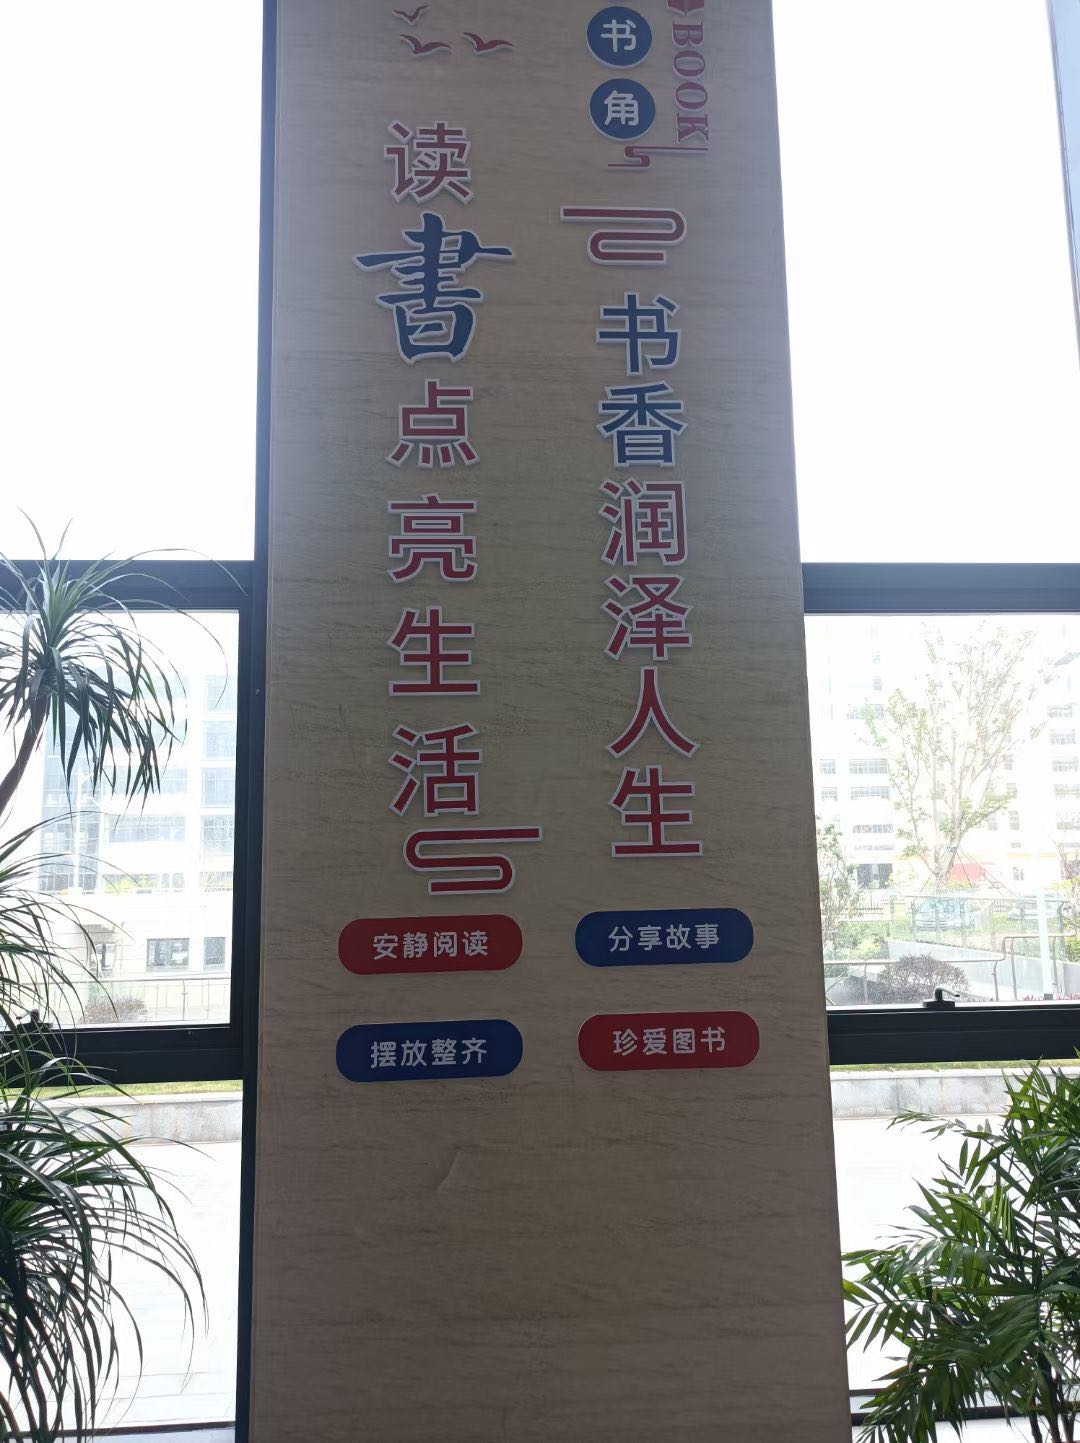 书角
BOOK
书香润泽人生
读書点亮生活
安静阅读
分享故事
摆放整齐
珍爱图书